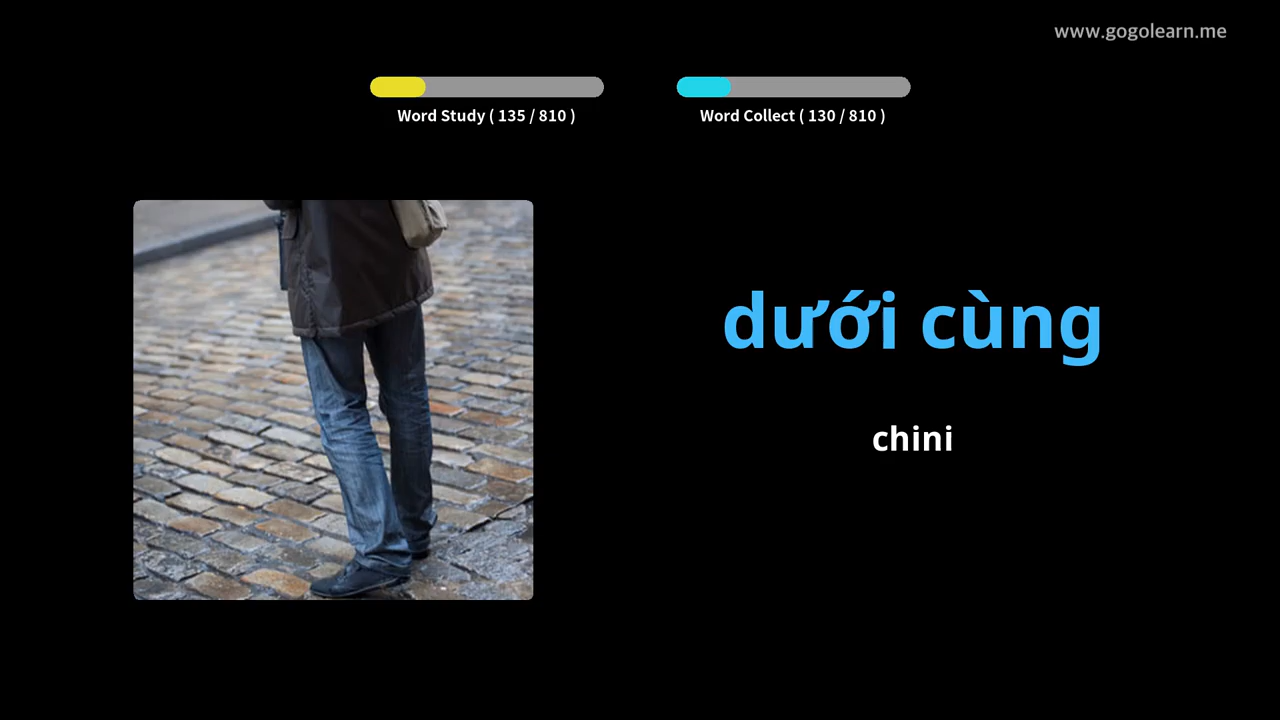 www.gogolearn.me
Word Study ( 135 / 810 )
Word Collect ( 130 / 810 )
dưới cùng
chini